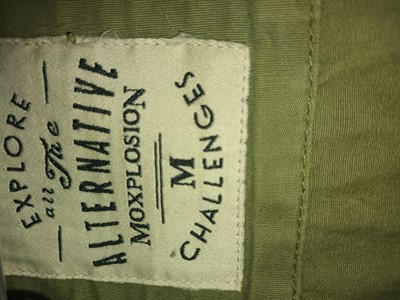 EXPLORE
all The
ALTERNATIVE
MOXPLOSION
M
CHALLENGES